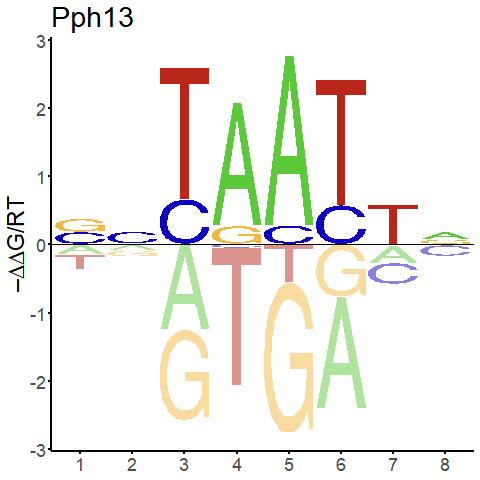 Pph13
3
2
1
0
-1
-2
-3
−ΔΔG/RT
G C C T C A G A C T C T A G
A T A G A G T T G G A A C C
1 2 3 4 5 6 7 8